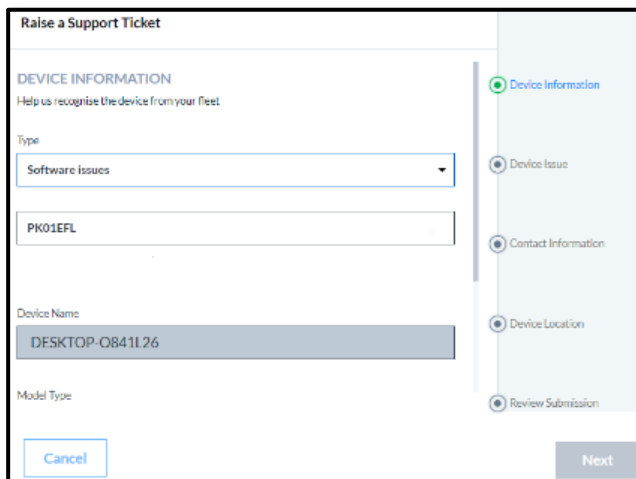 Raise a Support Ticket
DEVICE INFORMATION
Help us recognise the device from your fleet
Type
Software issues
PK01EFL
Device Name
DESKTOP-O841L26
Model Type
Cancel
Next
Device Information
Device Issue
Contact Information
Device Location
Review Submission